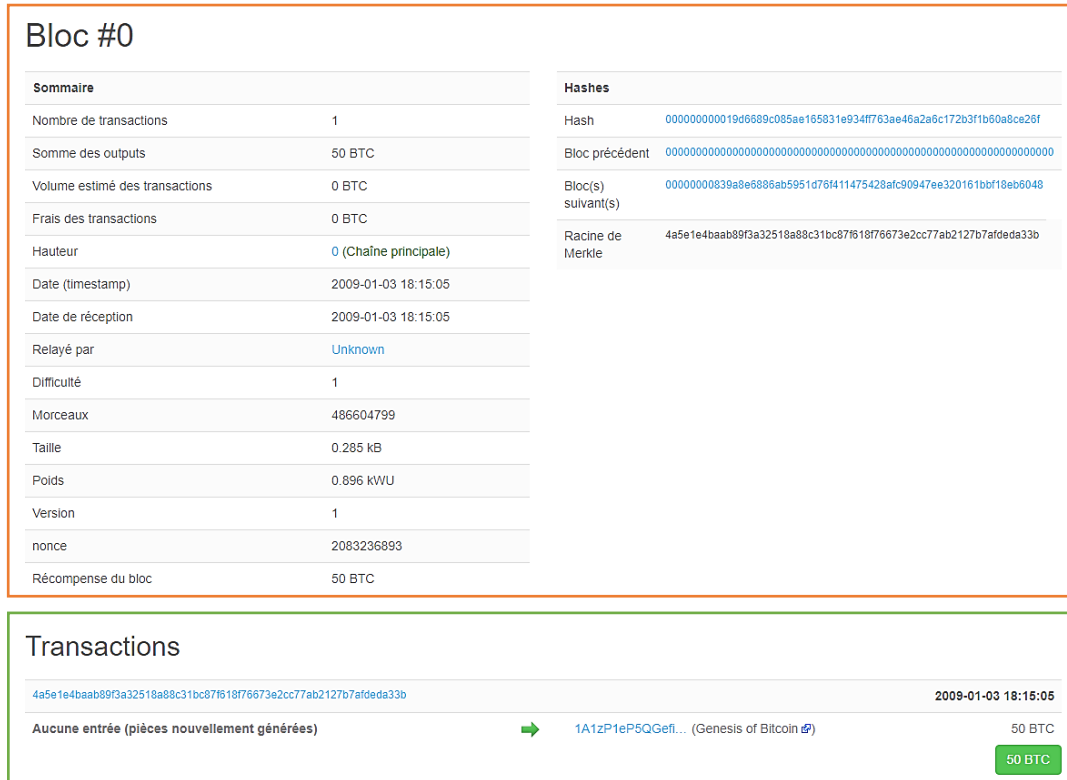 Bloc #0
Sommaire
Nombre de transactions 1
Somme des outputs 50 BTC
Volume estimé des transactions 0 BTC
Frais des transactions 0 BTC
Hauteur 0 (Chaîne principale)
Date (timestamp) 2009-01-03 18:15:05
Date de réception 2009-01-03 18:15:05
Relayé par Unknown
Difficulté 1
Morceaux 486604799
Taille 0.285 kB
Poids 0.896 kWU
Version 1
nonce 2083236893
Récompense du bloc 50 BTC
Hashes
Hash 000000000019d6689c085ae165831e934ff763ae46a2a6c172b3f1b60a8ce26f
Bloc précédent 0000000000000000000000000000000000000000000000000000000000000000
Bloc(s) 00000000839a8e6886ab5951d76f411475428afc90947ee320161bbf18eb6048
suivant(s)
Racine de 4a5e1e4baab89f3a32518a88c31bc87f618f76673e2cc77ab2127b7afdeda33b
Merkle
Transactions
4a5e1e4baab89f3a32518a88c31bc87f618f76673e2cc77ab2127b7afdeda33b 2009-01-03 18:15:05
Aucune entrée (pièces nouvellement générées) 1A1zP1eP5QGefi... (Genesis of Bitcoin) 50 BTC
50 BTC